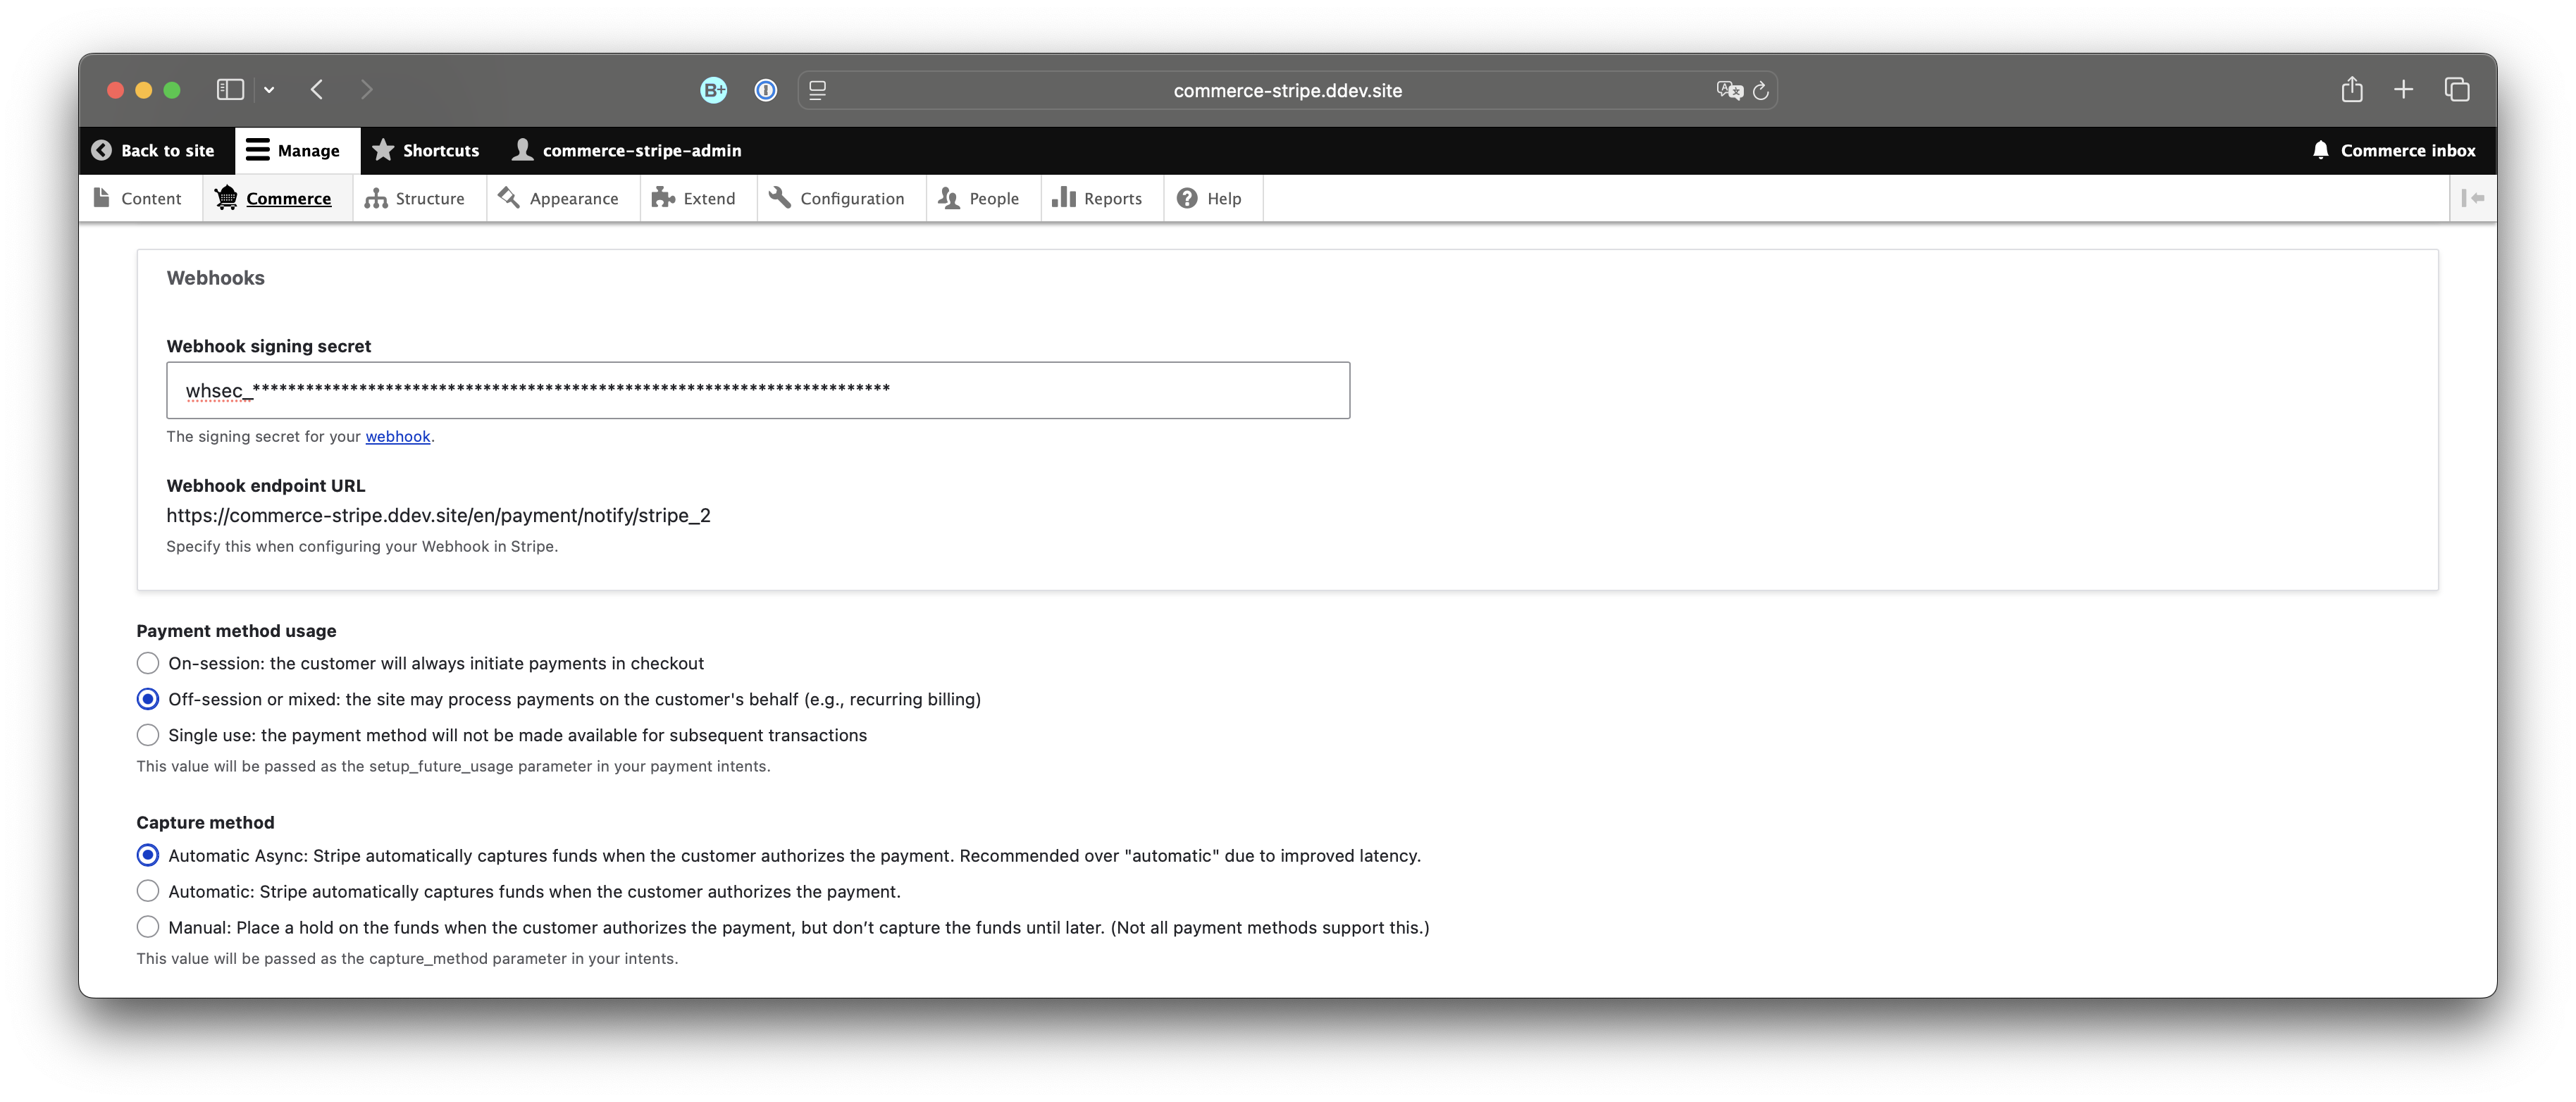 B+
commerce-stripe.ddev.site
Back to site
Manage
Shortcuts
commerce-stripe-admin
Commerce inbox
Content
Commerce
Structure
Appearance
Extend
Configuration
People
Reports
Help
Webhooks
Webhook signing secret
whsec_************************************************************************
The signing secret for your webhook.
Webhook endpoint URL
https://commerce-stripe.ddev.site/en/payment/notify/stripe_2
Specify this when configuring your Webhook in Stripe.
Payment method usage
On-session: the customer will always initiate payments in checkout
Off-session or mixed: the site may process payments on the customer's behalf (e.g., recurring billing)
Single use: the payment method will not be made available for subsequent transactions
This value will be passed as the setup_future_usage parameter in your payment intents.
Capture method
Automatic Async: Stripe automatically captures funds when the customer authorizes the payment. Recommended over "automatic" due to improved latency.
Automatic: Stripe automatically captures funds when the customer authorizes the payment.
Manual: Place a hold on the funds when the customer authorizes the payment, but don’t capture the funds until later. (Not all payment methods support this.)
This value will be passed as the capture_method parameter in your intents.